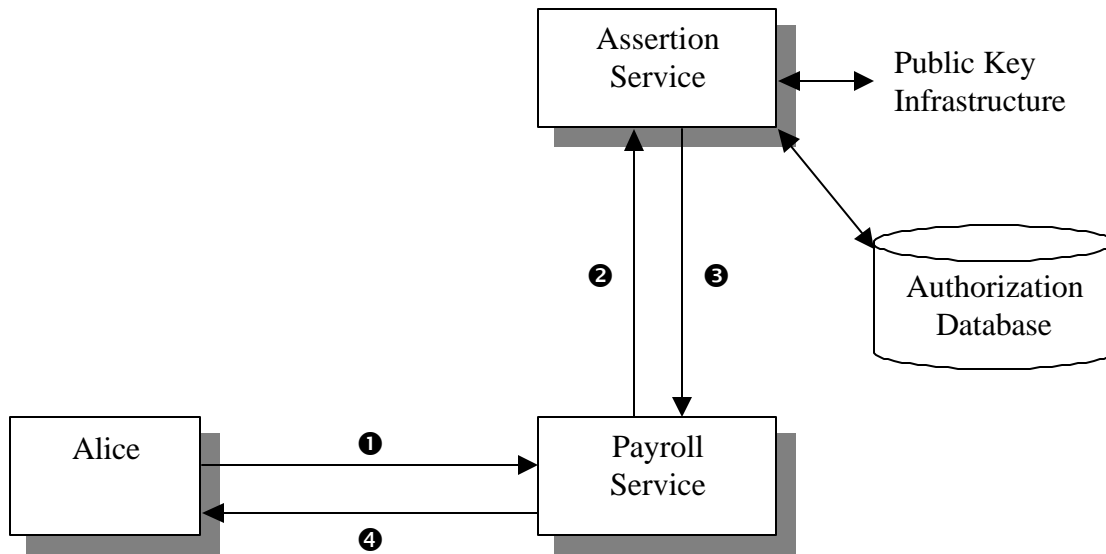 Assertion
Service
Public Key
Infrastructure
❷
❸
Authorization
Database
Alice
❶
Payroll
Service
❹